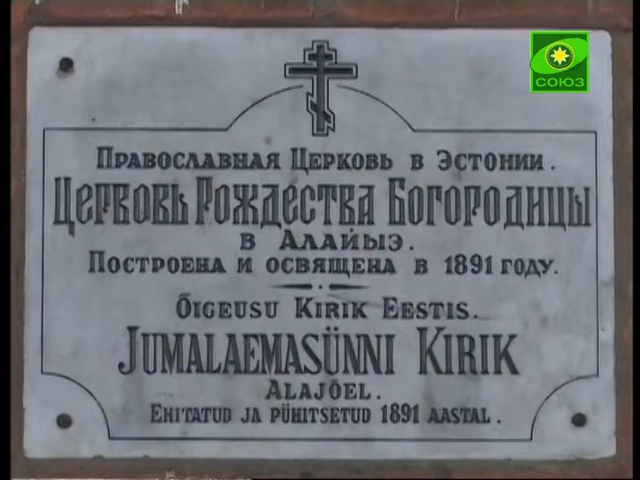 СОЮЗ
Православная Церковь в Эстонии.
Церковь Рождества Богородицы
в Алайыэ.
Построена и освящена в 1891 году.
Õigeusu Kirik Eestis.
Jumalaemasünni Kirik
Alajõel.
Ehitatud ja pühitsetud 1891 aastal.